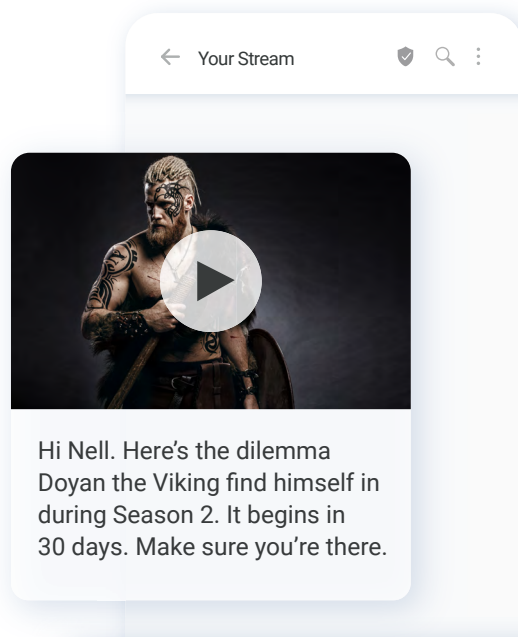 Your Stream
Hi Nell. Here’s the dilemma
Doyan the Viking find himself in
during Season 2. It begins in
30 days. Make sure you’re there.